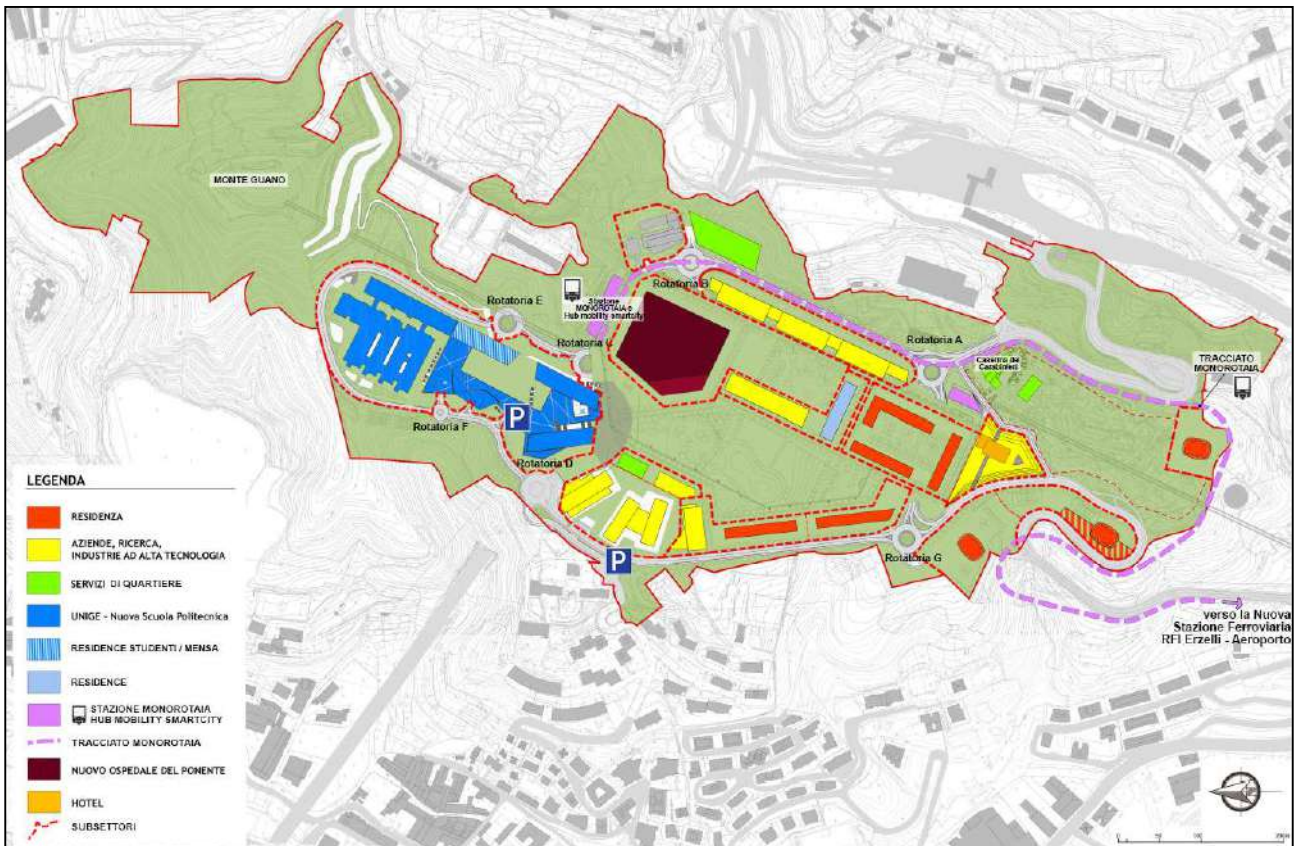 MONTE GUANO
Rotatoria E
Stazione
MONOROTAIA e
Hub mobility smartcity
Rotatoria B
Rotatoria C
Rotatoria A
Caserma dei
Carabinieri
TRACCIATO
MONOROTAIA
P
Rotatoria F
Rotatoria D
P
Rotatoria G
verso la Nuova
Stazione Ferroviaria
RFI Erzelli - Aeroporto
LEGENDA
RESIDENZA
AZIENDE, RICERCA,
INDUSTRIE AD ALTA TECNOLOGIA
SERVIZI DI QUARTIERE
UNIGE - Nuova Scuola Politecnica
RESIDENCE STUDENTI / MENSA
RESIDENCE
STAZIONE MONOROTAIA
HUB MOBILITY SMARTCITY
TRACCIATO MONOROTAIA
NUOVO OSPEDALE DEL PONENTE
HOTEL
SUBSETTORI
0 50 100